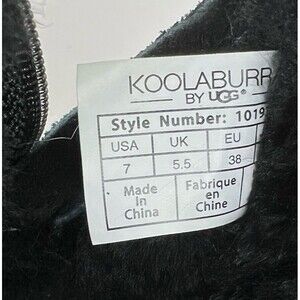 KOOLABURR
BY UGG®
Style Number: 1019
USA UK EU
7 5.5 38
Made Fabrique
in en
China Chine